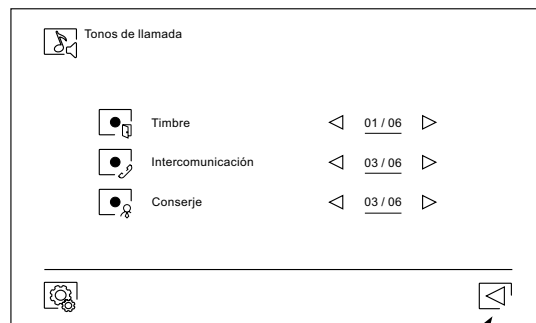 Tonos de llamada
Timbre 01 / 06
Intercomunicación 03 / 06
Conserje 03 / 06